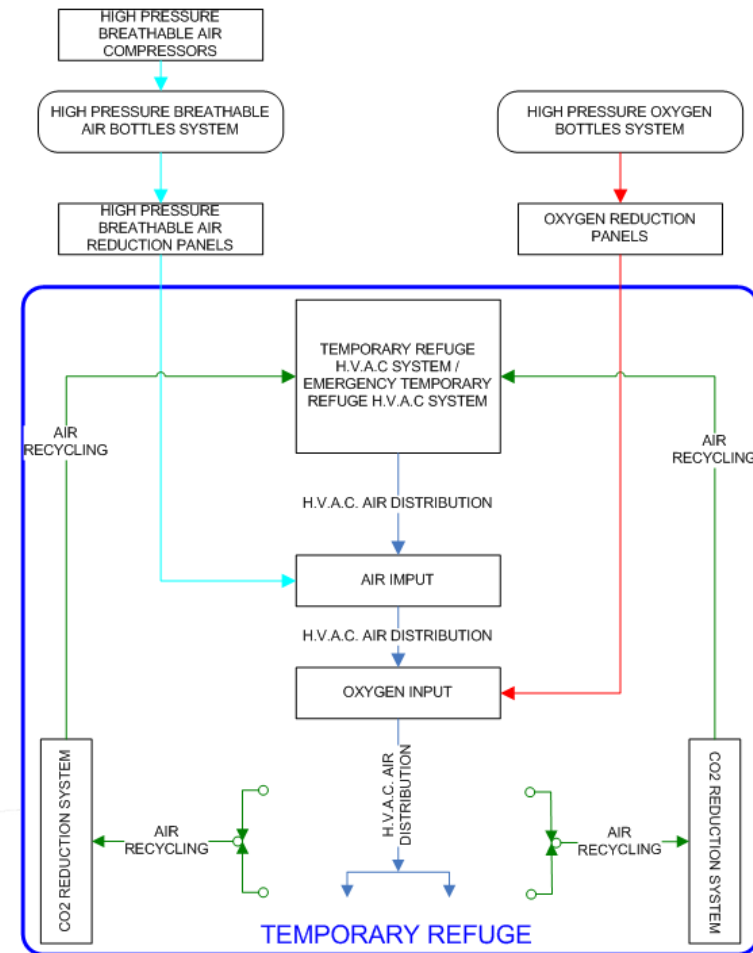 HIGH PRESSURE
BREATHABLE AIR
COMPRESSORS
HIGH PRESSURE BREATHABLE
AIR BOTTLES SYSTEM
HIGH PRESSURE OXYGEN
BOTTLES SYSTEM
HIGH PRESSURE
BREATHABLE AIR
REDUCTION PANELS
OXYGEN REDUCTION
PANELS
TEMPORARY REFUGE
H.V.A.C SYSTEM /
EMERGENCY TEMPORARY
REFUGE H.V.A.C SYSTEM
AIR
RECYCLING
AIR
RECYCLING
H.V.A.C. AIR DISTRIBUTION
AIR IMPUT
H.V.A.C. AIR DISTRIBUTION
OXYGEN INPUT
H.V.A.C. AIR
DISTRIBUTION
CO2 REDUCTION SYSTEM
AIR
RECYCLING
AIR
RECYCLING
CO2 REDUCTION SYSTEM
TEMPORARY REFUGE